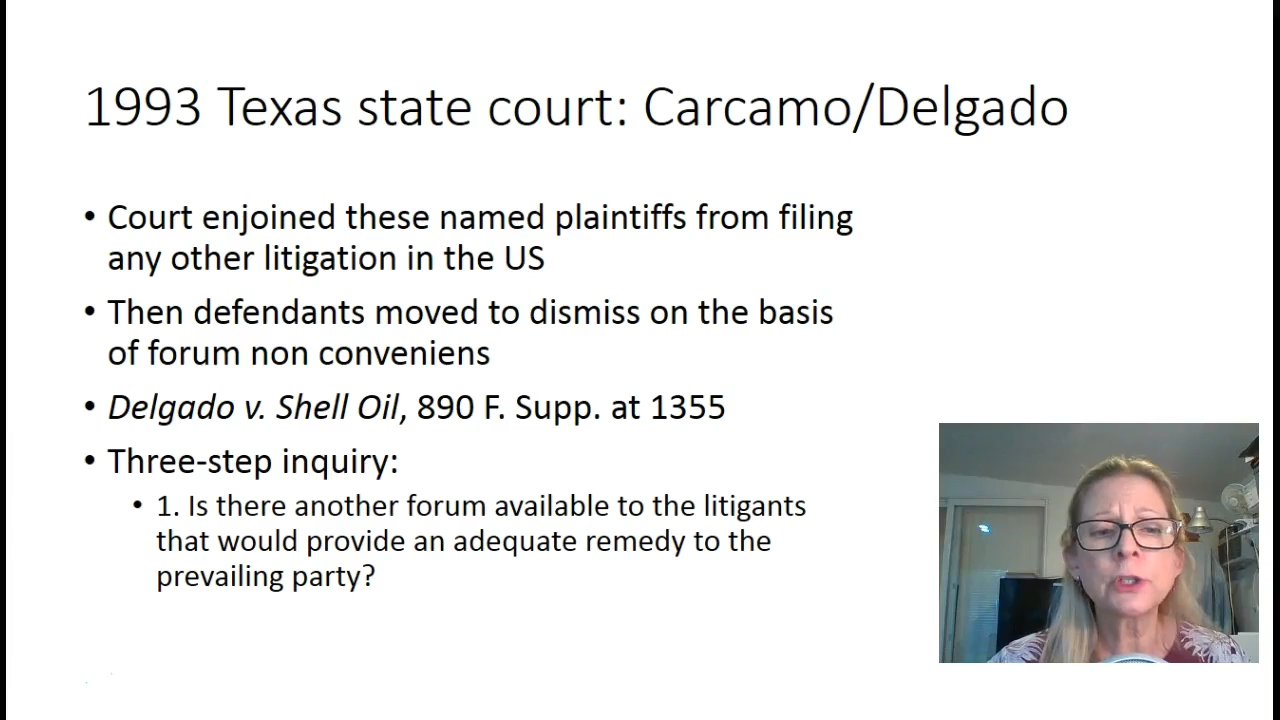 1993 Texas state court: Carcamo/Delgado
• Court enjoined these named plaintiffs from filing
any other litigation in the US
• Then defendants moved to dismiss on the basis
of forum non conveniens
• Delgado v. Shell Oil, 890 F. Supp. at 1355
• Three-step inquiry:
• 1. Is there another forum available to the litigants
that would provide an adequate remedy to the
prevailing party?